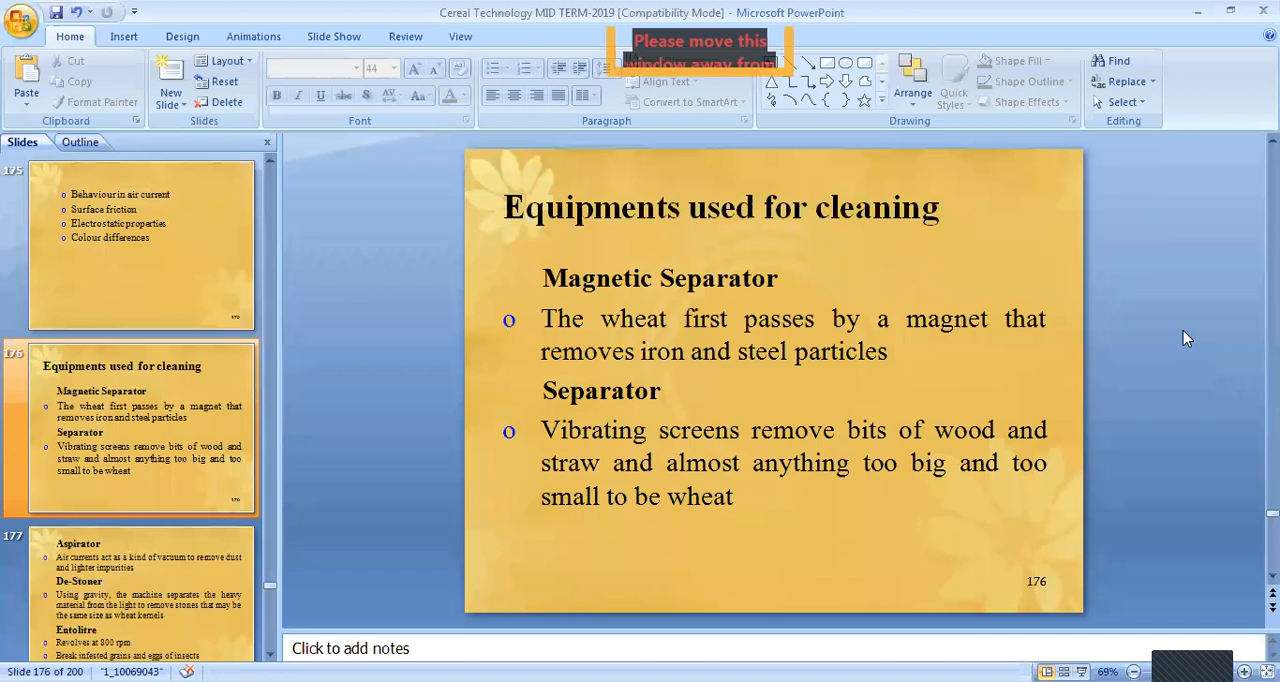 Cereal Technology MID TERM-2019 [Compatibility Mode] - Microsoft PowerPoint
Home Insert Design Animations Slide Show Review View
Please move this
window away from
Paste
Cut
Copy
Format Painter
Clipboard
New
Slide
Layout
Reset
Delete
Slides
44
Font
Align Text
Convert to SmartArt
Paragraph
Arrange
Quick
Styles
Shape Fill
Shape Outline
Shape Effects
Drawing
Find
Replace
Select
Editing
Slides Outline
175
o Behaviour in air current
o Surface friction
o Electrostatic properties
o Colour differences
175
176
Equipments used for cleaning
Magnetic Separator
o The wheat first passes by a magnet that
removes iron and steel particles
Separator
o Vibrating screens remove bits of wood and
straw and almost anything too big and too
small to be wheat
176
177
Aspirator
o Air currents act as a kind of vacuum to remove dust
and lighter impurities
De-Stoner
o Using gravity, the machine separates the heavy
material from the light to remove stones that may be
the same size as wheat kernels
Entolitre
o Revolves at 800 rpm
o Break infested grains and eggs of insects
Equipments used for cleaning
Magnetic Separator
o The wheat first passes by a magnet that
removes iron and steel particles
Separator
o Vibrating screens remove bits of wood and
straw and almost anything too big and too
small to be wheat
176
Click to add notes
Slide 176 of 200 "1_10069043" 69%